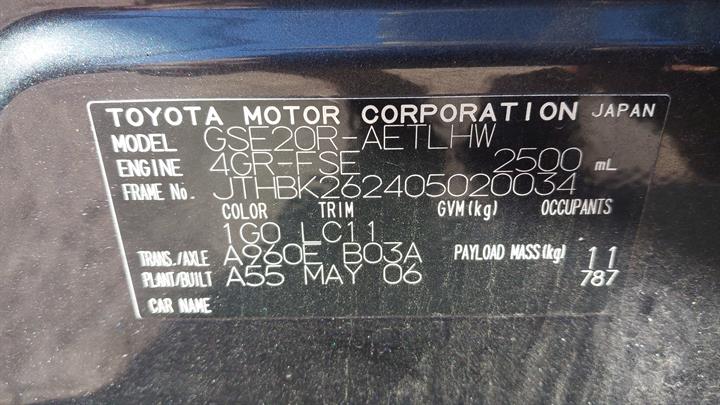 TOYOTA MOTOR CORPORATION JAPAN
MODEL GSE20R-AETLHW
ENGINE 4GR-FSE 2500 mL
FRAME No. JTHBK262405020034
COLOR TRIM GVM(kg) OCCUPANTS
1G0 LC11
TRANS./AXLE A960E B03A PAYLOAD MASS(kg) 11
PLANT/BUILT A55 MAY 06 787
CAR NAME